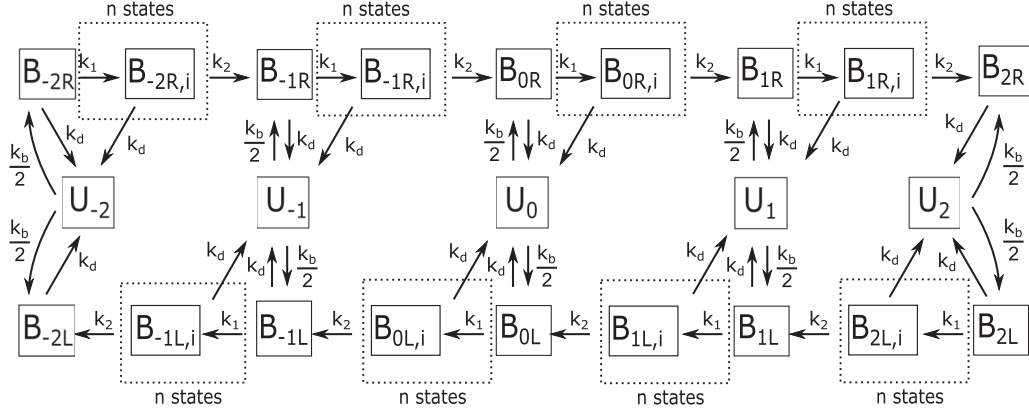 n states n states n states n states
B-2R k1 B-2R,i k2 B-1R k1 B-1R,i k2 B0R k1 B0R,i k2 B1R k1 B1R,i k2 B2R
kb/2 kd kd kb/2 kd kd kb/2 kd kd kb/2 kd kd kd kb/2
U-2 U-1 U0 U1 U2
kb/2 kd kd kd kb/2 kd kd kb/2 kd kd kb/2 kd kd kb/2
B-2L k2 B-1L,i k1 B-1L k2 B0L,i k1 B0L k2 B1L,i k1 B1L k2 B2L,i k1 B2L
n states n states n states n states